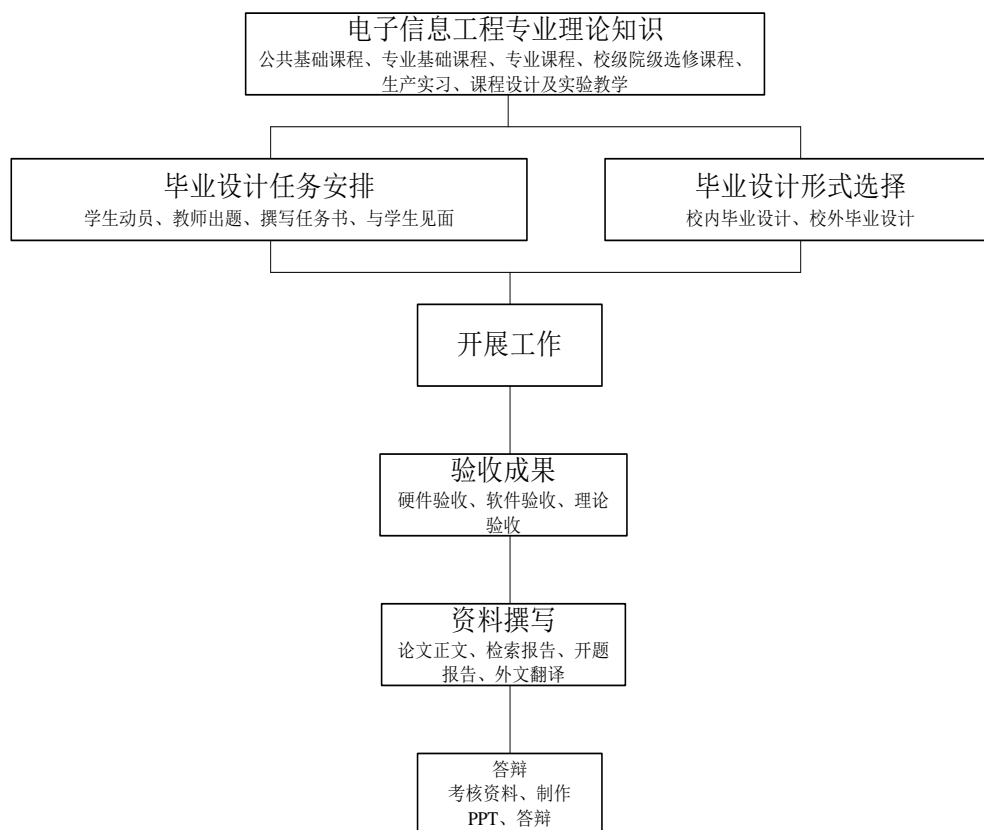 电子信息工程专业理论知识
公共基础课程、专业基础课程、专业课程、校级院级选修课程、
生产实习、课程设计及实验教学
毕业设计任务安排
学生动员、教师出题、撰写任务书、与学生见面
毕业设计形式选择
校内毕业设计、校外毕业设计
开展工作
验收成果
硬件验收、软件验收、理论
验收
资料撰写
论文正文、检索报告、开题
报告、外文翻译
答辩
考核资料、制作
PPT、答辩